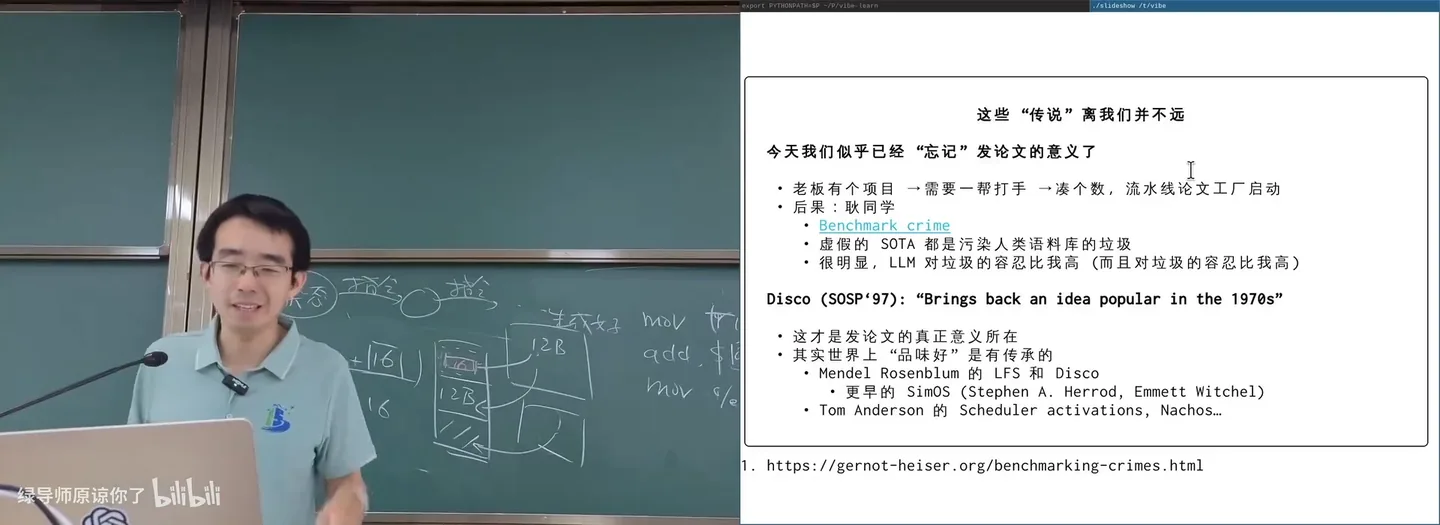 export PYTHONPATH=$P ~/P/vibe-learn
./slideshow /t/vibe
这些 “传说” 离我们并不远
今天我们似乎已经 “忘记” 发论文的意义了
• 老板有个项目 →需要一帮打手 →凑个数, 流水线论文工厂启动
• 后果：耿同学
• Benchmark crime
• 虚假的 SOTA 都是污染人类语料库的垃圾
• 很明显, LLM 对垃圾的容忍比我高 (而且对垃圾的容忍比我高)
Disco (SOSP‘97): “Brings back an idea popular in the 1970s”
• 这才是发论文的真正意义所在
• 其实世界上 “品味好” 是有传承的
• Mendel Rosenblum 的 LFS 和 Disco
• 更早的 SimOS (Stephen A. Herrod, Emmett Witchel)
• Tom Anderson 的 Scheduler activations, Nachos…
1. https://gernot-heiser.org/benchmarking-crimes.html
状态
指令
指令
mov
12B
add
+16
16
12B
mov
16
绿导师原谅你了 bilibili